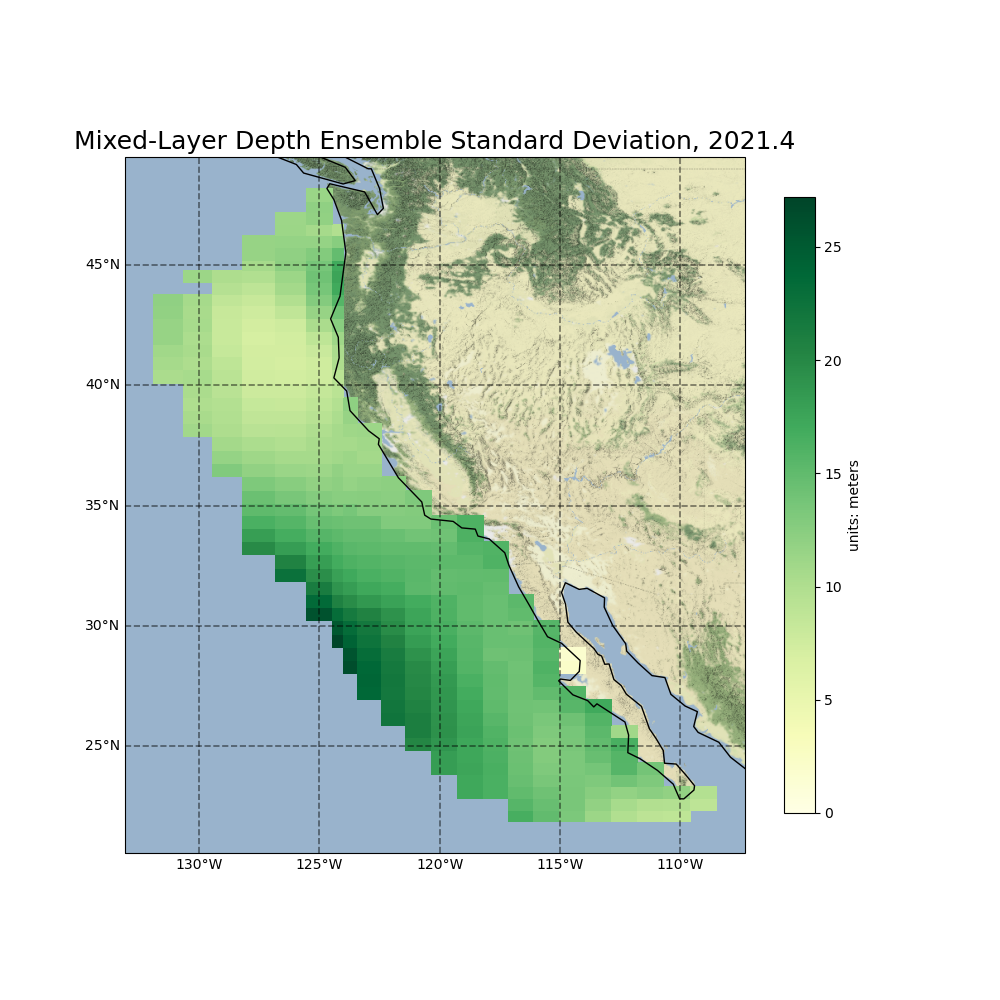 Mixed-Layer Depth Ensemble Standard Deviation, 2021.4
45°N
40°N
35°N
30°N
25°N
130°W
125°W
120°W
115°W
110°W
25
20
15
10
5
0
units: meters